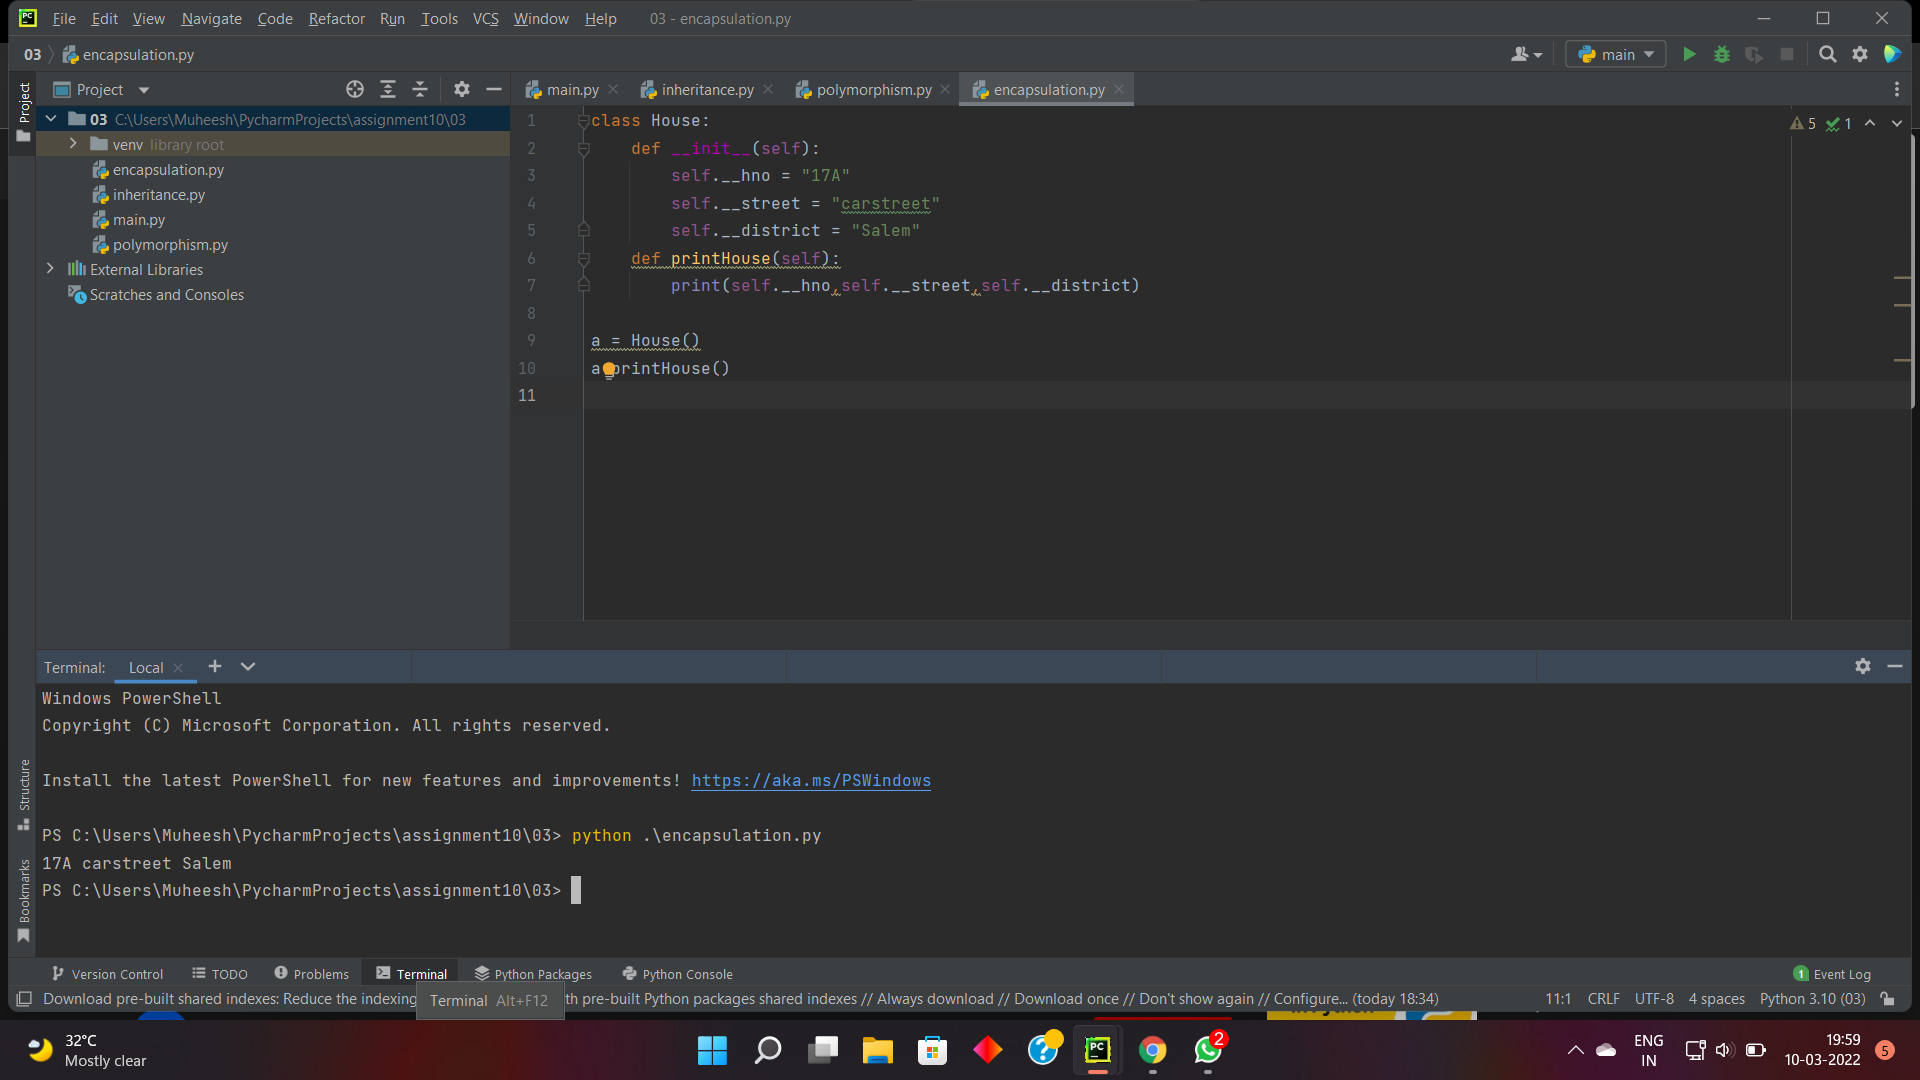 PC File Edit View Navigate Code Refactor Run Tools VCS Window Help 03 - encapsulation.py
03 encapsulation.py main
Project main.py inheritance.py polymorphism.py encapsulation.py
Project
03 C:\Users\Muheesh\PycharmProjects\assignment10\03
venv library root
encapsulation.py
inheritance.py
main.py
polymorphism.py
External Libraries
Scratches and Consoles
5 1
1 class House:
2 def __init__(self):
3 self.__hno = "17A"
4 self.__street = "carstreet"
5 self.__district = "Salem"
6 def printHouse(self):
7 print(self.__hno,self.__street,self.__district)
8
9 a = House()
10 a printHouse()
11
Terminal: Local
Windows PowerShell
Copyright (C) Microsoft Corporation. All rights reserved.
Install the latest PowerShell for new features and improvements! https://aka.ms/PSWindows
PS C:\Users\Muheesh\PycharmProjects\assignment10\03> python .\encapsulation.py
17A carstreet Salem
PS C:\Users\Muheesh\PycharmProjects\assignment10\03>
Structure
Bookmarks
Version Control TODO Problems Terminal Python Packages Python Console 1 Event Log
Download pre-built shared indexes: Reduce the indexing th pre-built Python packages shared indexes // Always download // Download once // Don't show again // Configure... (today 18:34) 11:1 CRLF UTF-8 4 spaces Python 3.10 (03)
Terminal Alt+F12
32°C
Mostly clear
PC
2
ENG
IN
19:59
10-03-2022
5